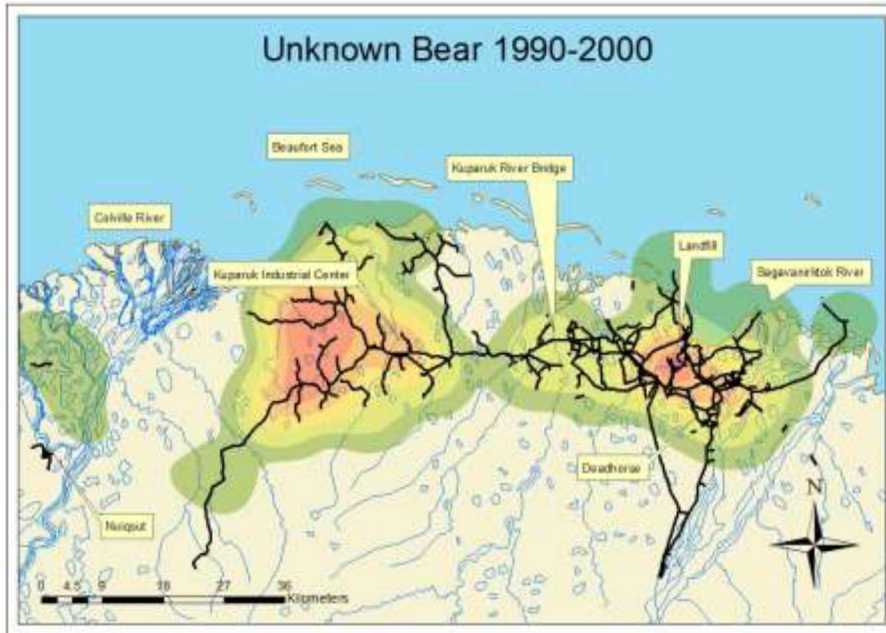 Unknown Bear 1990-2000
Beaufort Sea
Kuparuk River Bridge
Colville River
Landfill
Kuparuk Industrial Center
Sagavanirktok River
Deadhorse
N
Nuiqsut
0 4.5 9 18 27 36
Kilometers